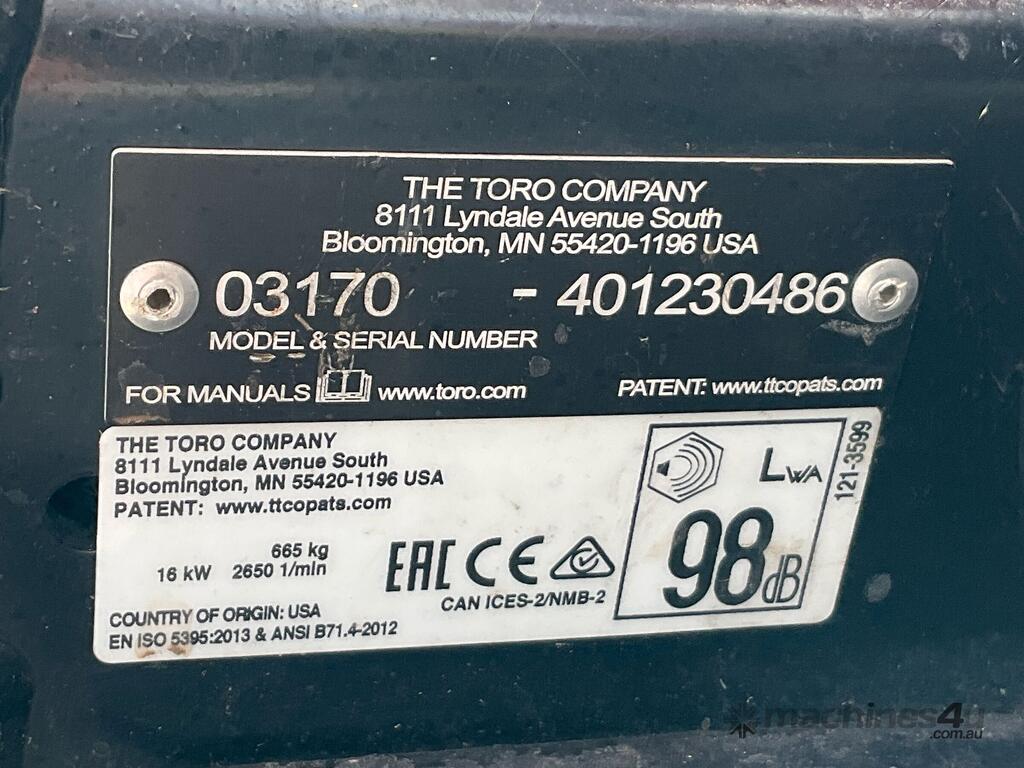 THE TORO COMPANY
8111 Lyndale Avenue South
Bloomington, MN 55420-1196 USA
03170 - 401230486
MODEL & SERIAL NUMBER
FOR MANUALS www.toro.com PATENT: www.ttcopats.com
THE TORO COMPANY
8111 Lyndale Avenue South
Bloomington, MN 55420-1196 USA
PATENT: www.ttcopats.com
665 kg
16 kW 2650 1/min
COUNTRY OF ORIGIN: USA
EN ISO 5395:2013 & ANSI B71.4-2012
EAC CE
CAN ICES-2/NMB-2
LWA
98dB
121-3599
machines4u
.com.au